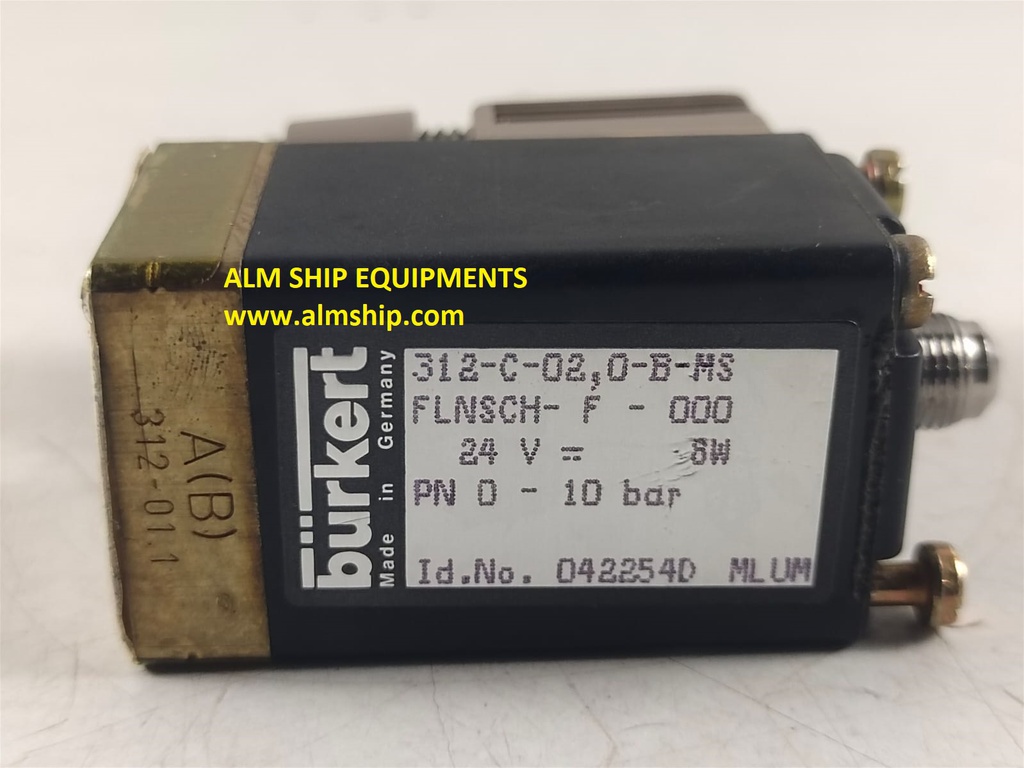 ALM SHIP EQUIPMENTS
www.almship.com
312-C-02,0-B-MS
FLNSCH- F - 000
24 V = 8W
PN 0 - 10 bar
Id.No. 042254D MLUM
bürkert
Made in Germany
A(B)
312-01.1